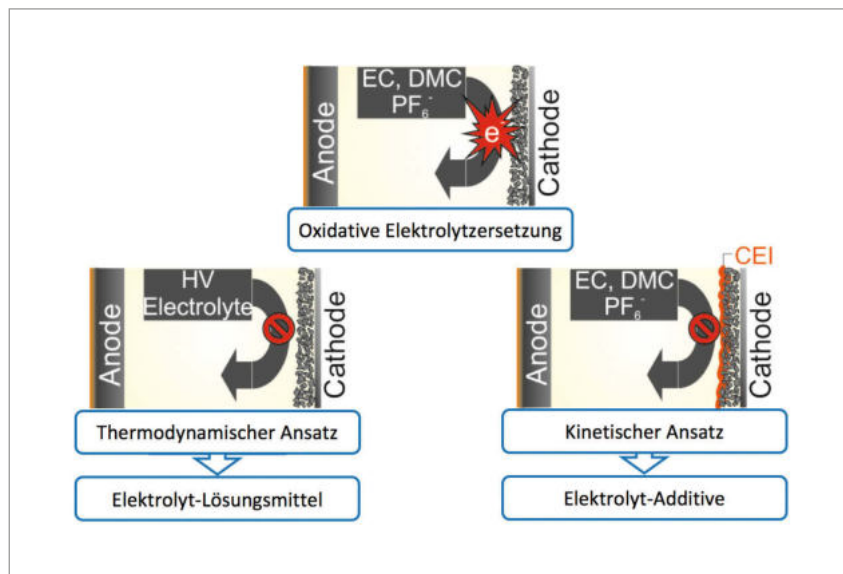 EC, DMC
PF₆⁻
e⁻
Anode
Cathode
Oxidative Elektrolytzersetzung
HV
Electrolyte
Anode
Cathode
Thermodynamischer Ansatz
Elektrolyt-Lösungsmittel
CEI
EC, DMC
PF₆⁻
Anode
Cathode
Kinetischer Ansatz
Elektrolyt-Additive